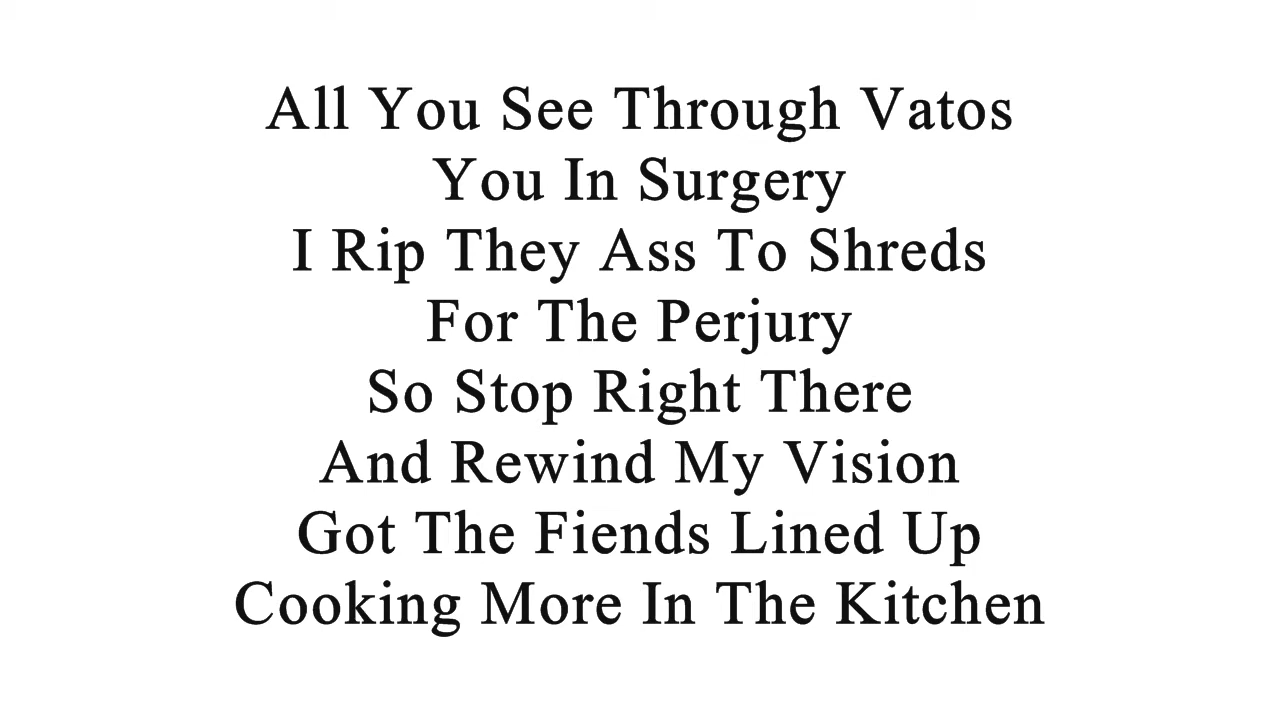 All You See Through Vatos
You In Surgery
I Rip They Ass To Shreds
For The Perjury
So Stop Right There
And Rewind My Vision
Got The Fiends Lined Up
Cooking More In The Kitchen